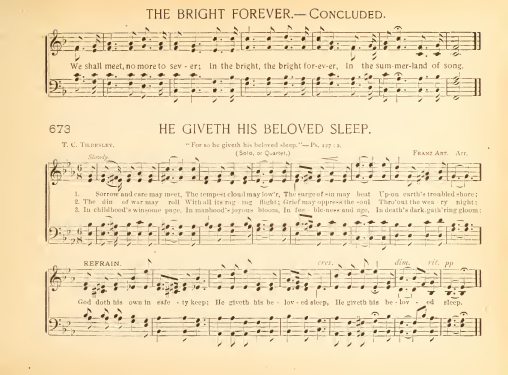 THE BRIGHT FOREVER.—Concluded.
We shall meet, no more to sev - er; In the bright, the bright for-ev-er, In the sum-mer-land of song.
673
HE GIVETH HIS BELOVED SLEEP.
T. C. "For so he giveth his beloved sleep."—Ps. 127: 2. Franz Abt. Arr.
(Solo, or Quartet.)
Slowly.
1. Sorrow and care may meet, The tempest cloud may low'r, The surge of sin may beat Up-on earth's troubled shore;
2. The din of war may roll With all its rag - ing flight; Grief may oppress the soul Thro'out the wea - ry night;
3. In childhood's winsome page, In manhood's joyous bloom, In fee - bleness and age, In death's dark, gath'ring gloom;
REFRAIN. cres. dim. rit. pp
God doth his own in safe - ty keep; He giveth his be - lov - ed sleep, He giveth his be - lov - ed sleep.